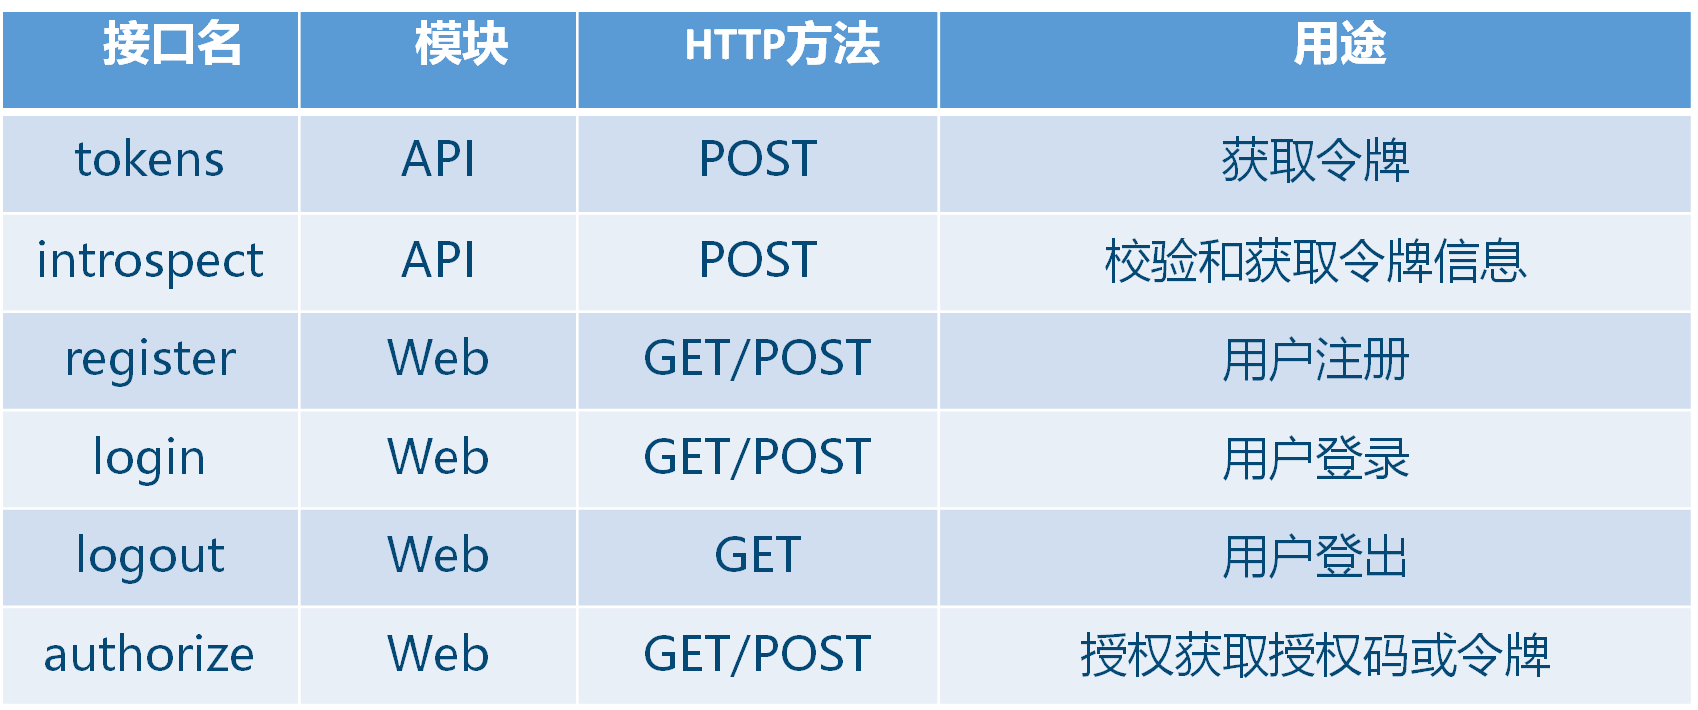 接口名 模块 HTTP方法 用途
tokens API POST 获取令牌
introspect API POST 校验和获取令牌信息
register Web GET/POST 用户注册
login Web GET/POST 用户登录
logout Web GET 用户登出
authorize Web GET/POST 授权获取授权码或令牌